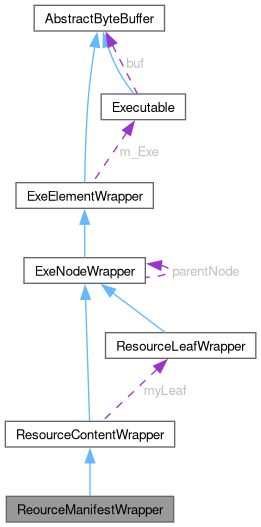 AbstractByteBuffer
buf
Executable
m_Exe
ExeElementWrapper
ExeNodeWrapper
parentNode
ResourceLeafWrapper
myLeaf
ResourceContentWrapper
ReourceManifestWrapper